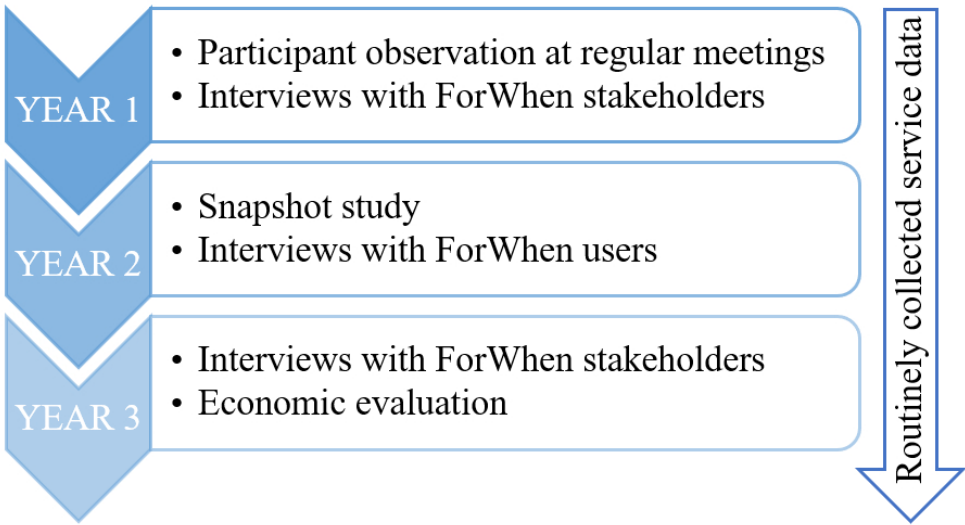 YEAR 1
• Participant observation at regular meetings
• Interviews with ForWhen stakeholders
YEAR 2
• Snapshot study
• Interviews with ForWhen users
YEAR 3
• Interviews with ForWhen stakeholders
• Economic evaluation
Routinely collected service data